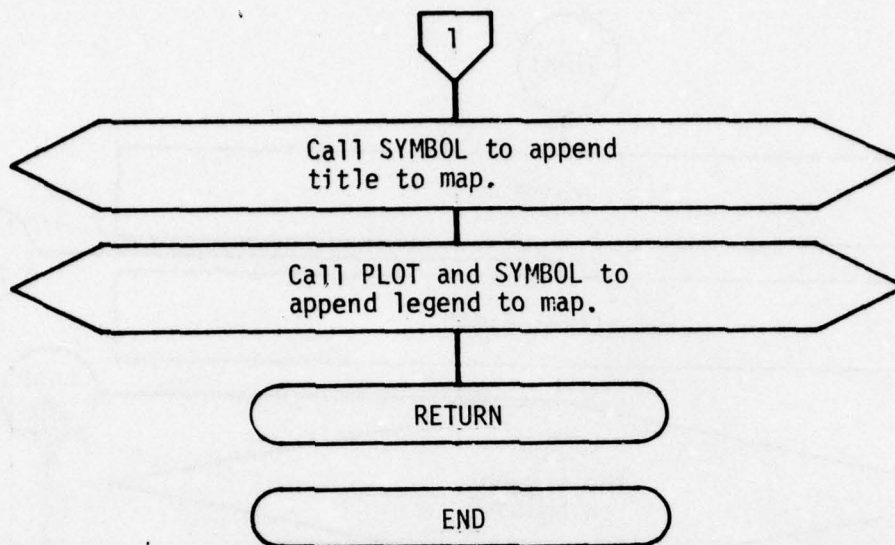 1
Call SYMBOL to append
title to map.
Call PLOT and SYMBOL to
append legend to map.
RETURN
END